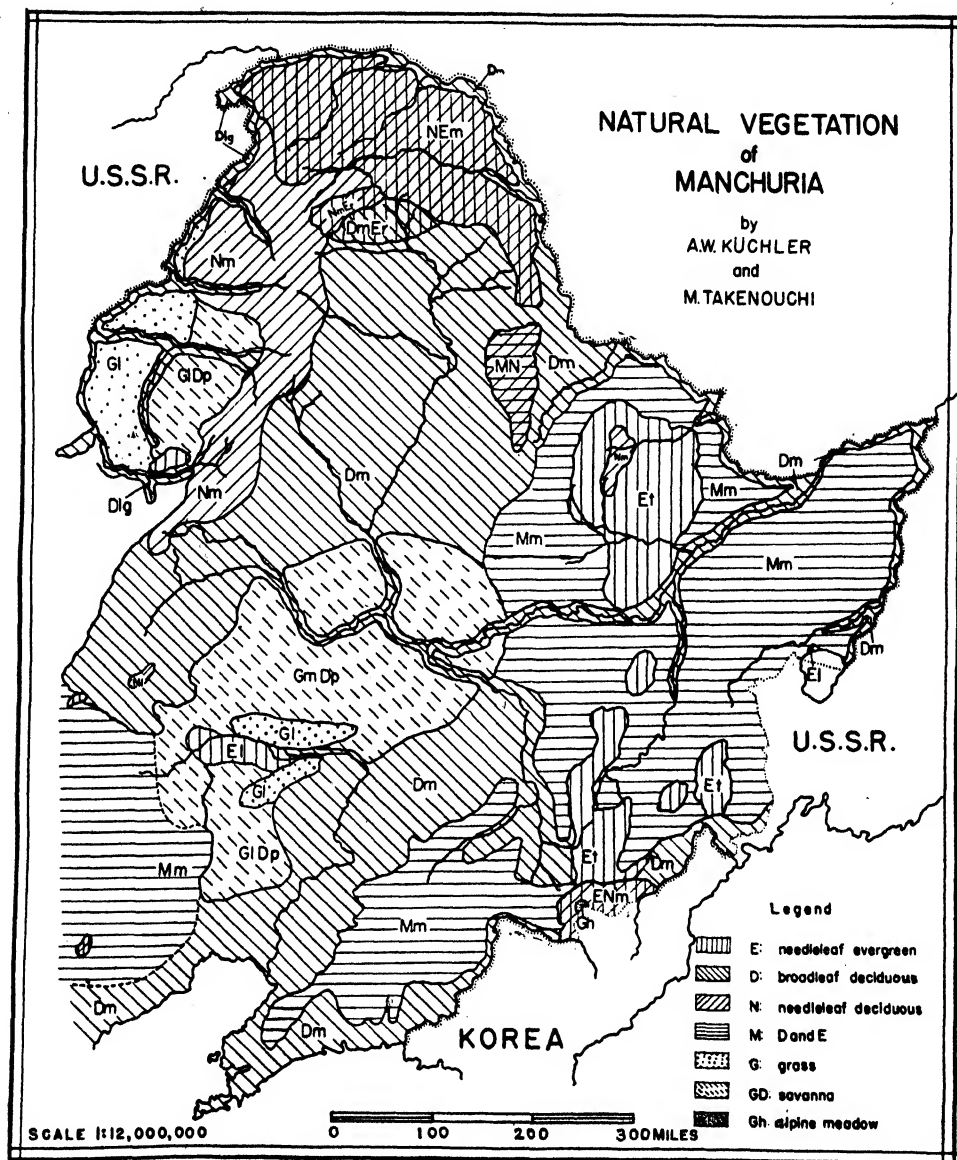 NATURAL VEGETATION
of
MANCHURIA
by
A.W. KÜCHLER
and
M. TAKENOUCHI
U.S.S.R.
Dlg
NEm
DmEr
Nm
Gl
GlDp
MN
Dm
Dlg
Nm
Dm
Nm
Et
Mm
Mm
Dm
Mm
Dm
El
U.S.S.R.
GmDp
Gl
El
Gl
Dm
GlDp
Mm
Et
Et
Dm
ENm
Gh
Mm
Dm
Dm
KOREA
Legend
E: needleleaf evergreen
D: broadleaf deciduous
N: needleleaf deciduous
M: D and E
G: grass
GD: savanna
Gh: alpine meadow
SCALE 1:12,000,000
0 100 200 300 MILES